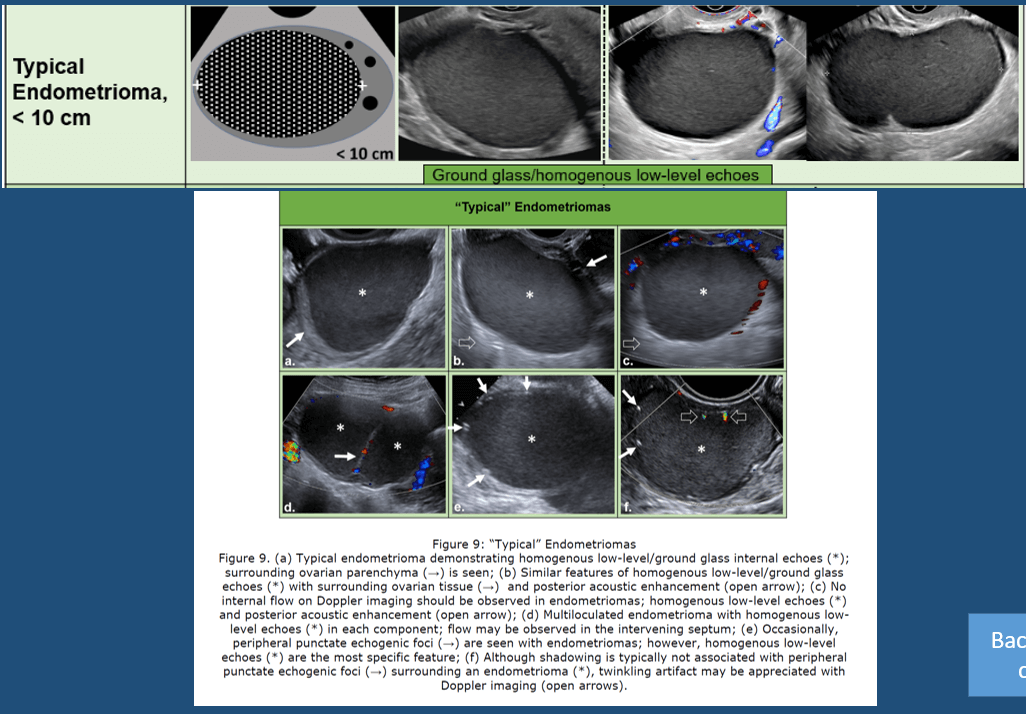 Typical
Endometrioma,
< 10 cm
< 10 cm
Ground glass/homogenous low-level echoes
“Typical” Endometriomas
*
a.
*
b.
*
c.
*
*
d.
*
e.
*
f.
Figure 9: “Typical” Endometriomas
Figure 9. (a) Typical endometrioma demonstrating homogenous low-level/ground glass internal echoes (*);
surrounding ovarian parenchyma (→) is seen; (b) Similar features of homogenous low-level/ground glass
echoes (*) with surrounding ovarian tissue (→) and posterior acoustic enhancement (open arrow); (c) No
internal flow on Doppler imaging should be observed in endometriomas; homogenous low-level echoes (*)
and posterior acoustic enhancement (open arrow); (d) Multiloculated endometrioma with homogenous low-
level echoes (*) in each component; flow may be observed in the intervening septum; (e) Occasionally,
peripheral punctate echogenic foci (→) are seen with endometriomas; however, homogenous low-level
echoes (*) are the most specific feature; (f) Although shadowing is typically not associated with peripheral
punctate echogenic foci (→) surrounding an endometrioma (*), twinkling artifact may be appreciated with
Doppler imaging (open arrows).